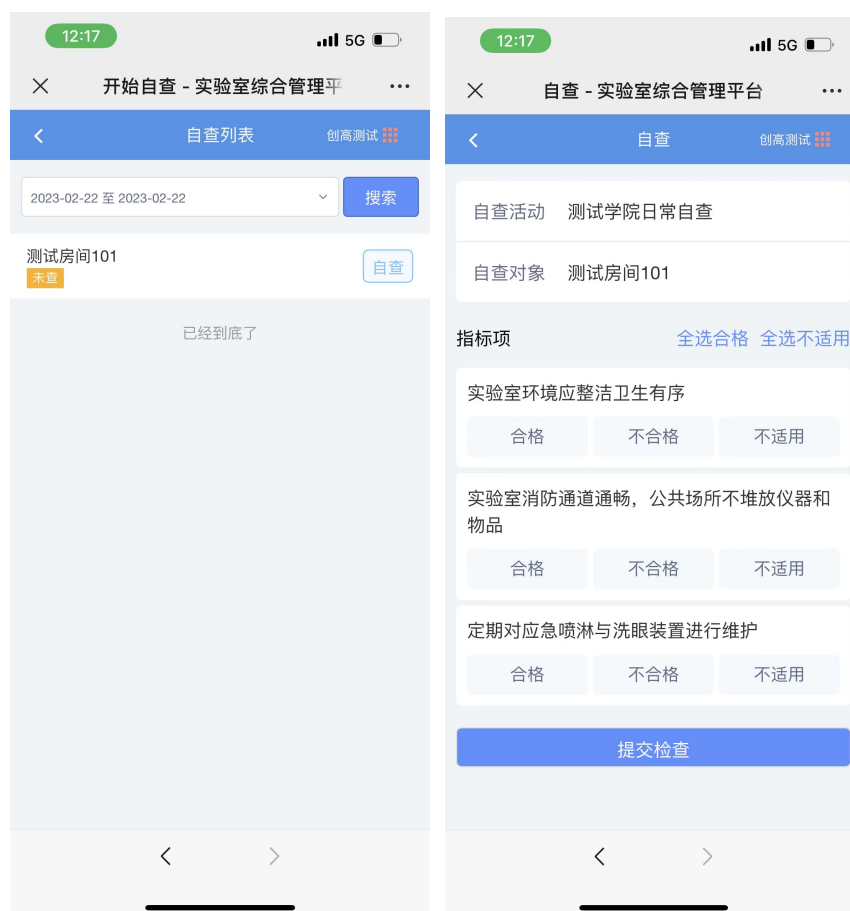 12:17
5G
开始自查 - 实验室综合管理平
自查列表
创高测试
2023-02-22 至 2023-02-22
搜索
测试房间101
未查
自查
已经到底了
12:17
5G
自查 - 实验室综合管理平台
自查
创高测试
自查活动 测试学院日常自查
自查对象 测试房间101
指标项 全选合格 全选不适用
实验室环境应整洁卫生有序
合格 不合格 不适用
实验室消防通道通畅，公共场所不堆放仪器和
物品
合格 不合格 不适用
定期对应急喷淋与洗眼装置进行维护
合格 不合格 不适用
提交检查